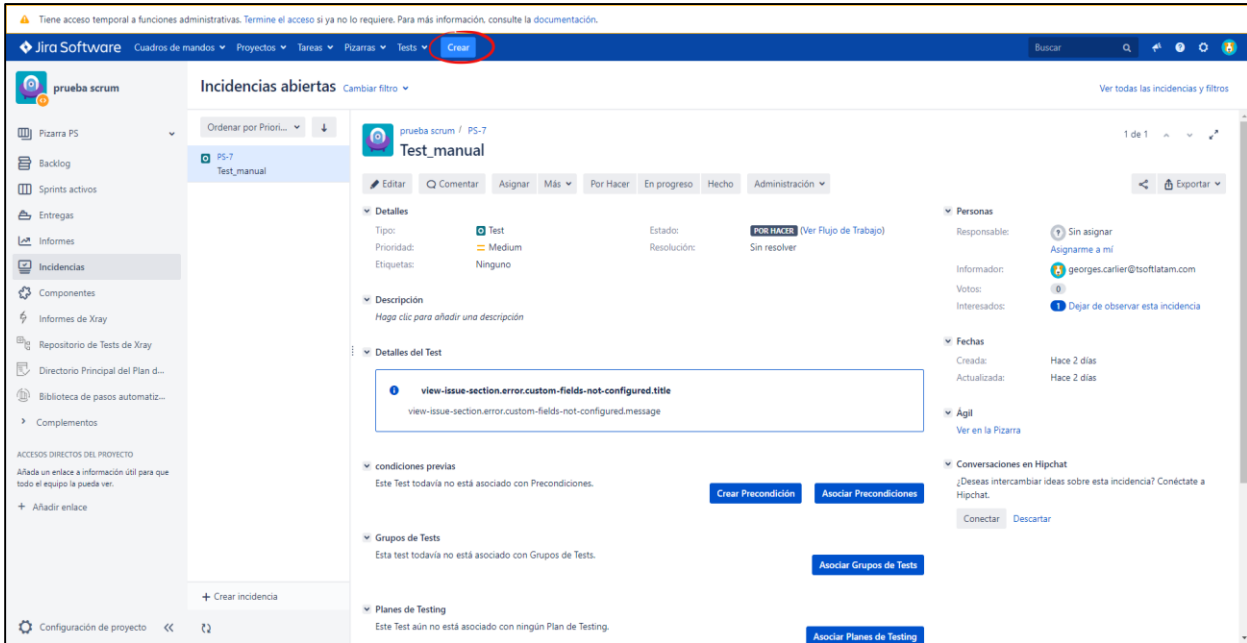 Tiene acceso temporal a funciones administrativas. Termine el acceso si ya no lo requiere. Para más información, consulte la documentación.
Jira Software Cuadros de mandos Proyectos Tareas Pizarras Tests Crear Buscar
prueba scrum
Pizarra PS
Backlog
Sprints activos
Entregas
Informes
Incidencias
Componentes
Informes de Xray
Repositorio de Tests de Xray
Directorio Principal del Plan d...
Biblioteca de pasos automatiz...
Complementos
ACCESOS DIRECTOS DEL PROYECTO
Añada un enlace a información útil para que
todo el equipo la pueda ver.
+ Añadir enlace
Configuración de proyecto
Incidencias abiertas Cambiar filtro
Ver todas las incidencias y filtros
Ordenar por Priori...
PS-7
Test_manual
+ Crear incidencia
prueba scrum / PS-7
Test_manual
1 de 1
Editar Comentar Asignar Más Por Hacer En progreso Hecho Administración
Exportar
Detalles
Tipo: Test Estado: POR HACER (Ver Flujo de Trabajo)
Prioridad: Medium Resolución: Sin resolver
Etiquetas: Ninguno
Descripción
Haga clic para añadir una descripción
Detalles del Test
view-issue-section.error.custom-fields-not-configured.title
view-issue-section.error.custom-fields-not-configured.message
condiciones previas
Este Test todavía no está asociado con Precondiciones.
Crear Precondición Asociar Precondiciones
Grupos de Tests
Esta test todavía no está asociado con Grupos de Tests.
Asociar Grupos de Tests
Planes de Testing
Este Test aún no está asociado con ningún Plan de Testing.
Asociar Planes de Testing
Personas
Responsable: Sin asignar
Asignarme a mí
Informador: georges.carlier@tsoftlatam.com
Votos: 0
Interesados: 1 Dejar de observar esta incidencia
Fechas
Creada: Hace 2 días
Actualizada: Hace 2 días
Ágil
Ver en la Pizarra
Conversaciones en Hipchat
¿Deseas intercambiar ideas sobre esta incidencia? Conéctate a
Hipchat.
Conectar Descartar